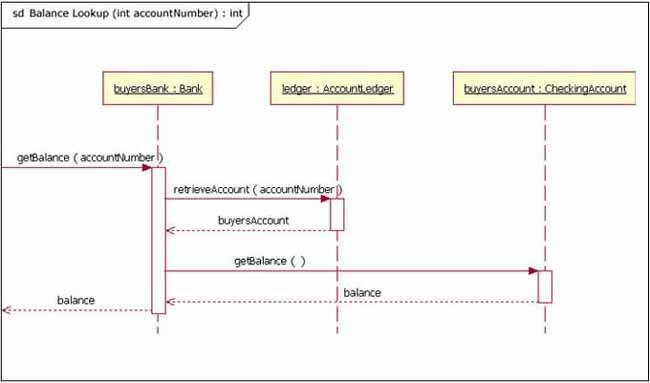 sd Balance Lookup (int accountNumber) : int
buyersBank : Bank
ledger : AccountLedger
buyersAccount : CheckingAccount
getBalance ( accountNumber )
retrieveAccount ( accountNumber )
buyersAccount
getBalance ( )
balance
balance